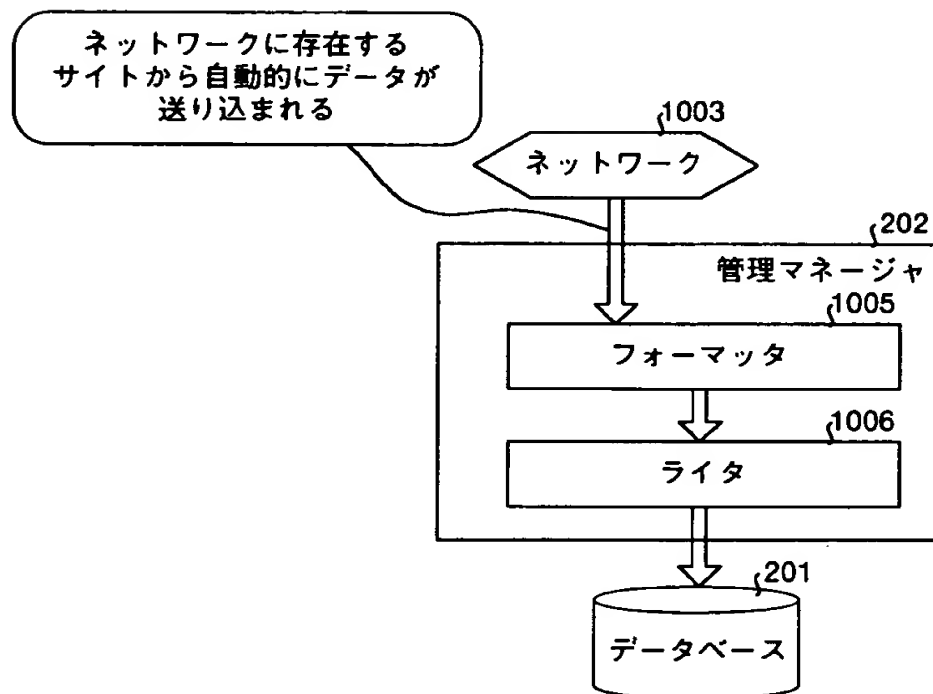 ネットワークに存在する
サイトから自動的にデータが
送り込まれる
1003
ネットワーク
202
管理マネージャ
1005
フォーマッタ
1006
ライタ
201
データベース